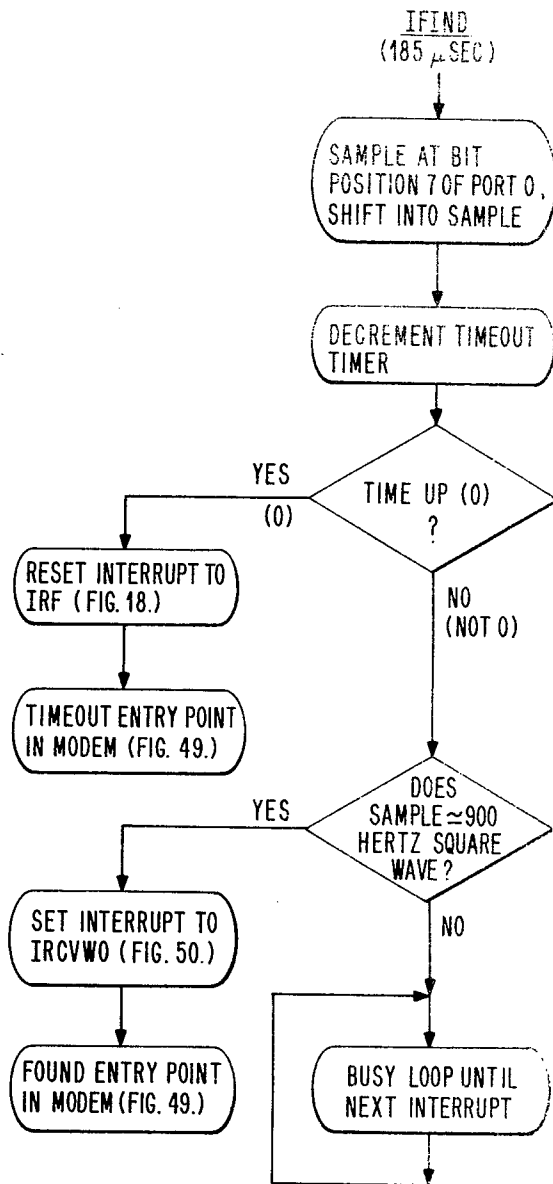 IFIND
(185 μSEC)
SAMPLE AT BIT
POSITION 7 OF PORT 0,
SHIFT INTO SAMPLE
DECREMENT TIMEOUT
TIMER
TIME UP (0)
?
YES
(0)
RESET INTERRUPT TO
IRF (FIG. 18.)
TIMEOUT ENTRY POINT
IN MODEM (FIG. 49.)
NO
(NOT 0)
DOES
SAMPLE≃900
HERTZ SQUARE
WAVE?
YES
SET INTERRUPT TO
IRCVW0 (FIG. 50.)
FOUND ENTRY POINT
IN MODEM (FIG. 49.)
NO
BUSY LOOP UNTIL
NEXT INTERRUPT